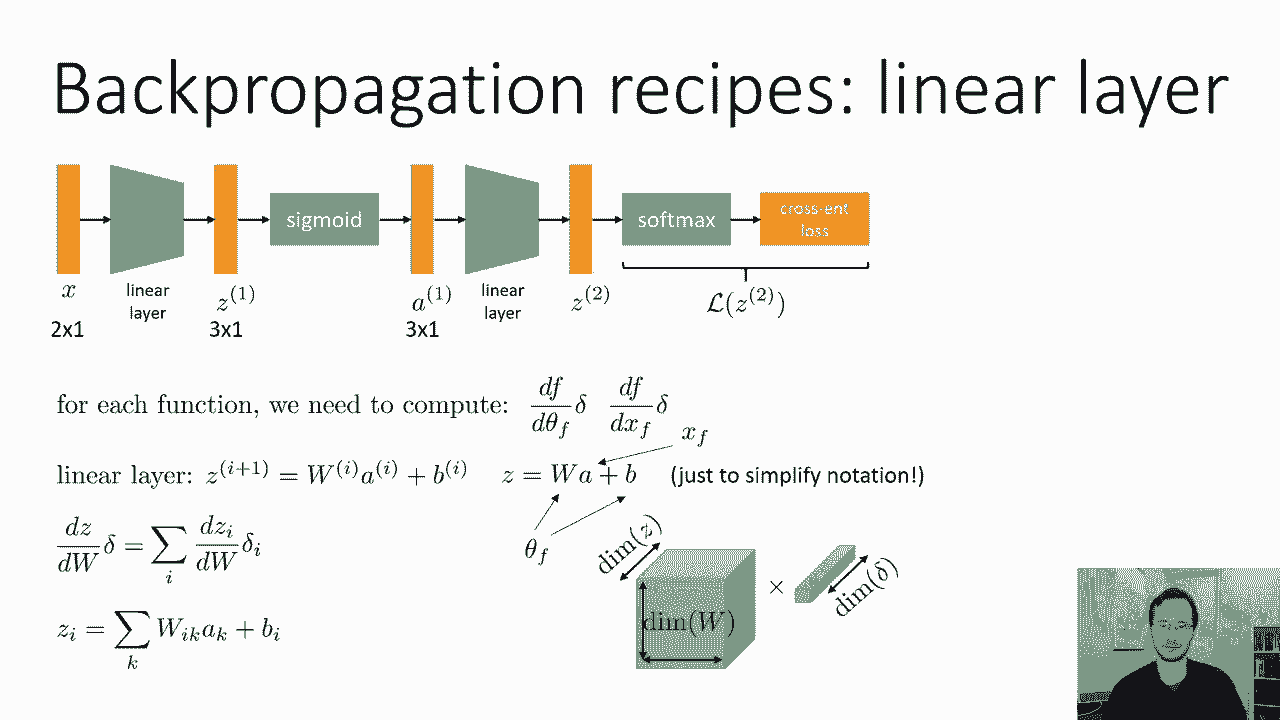 Backpropagation recipes: linear layer
sigmoid
softmax
cross-ent
loss
x
linear
layer
z^{(1)}
a^{(1)}
linear
layer
z^{(2)}
\mathcal{L}(z^{(2)})
2x1
3x1
3x1
for each function, we need to compute: \frac{df}{d\theta_f}\delta \frac{df}{dx_f}\delta
x_f
linear layer: z^{(i+1)} = W^{(i)}a^{(i)} + b^{(i)} z = Wa + b (just to simplify notation!)
\frac{dz}{dW}\delta = \sum_i \frac{dz_i}{dW}\delta_i
\theta_f
dim(z)
×
dim(δ)
dim(W)
z_i = \sum_k W_{ik}a_k + b_i